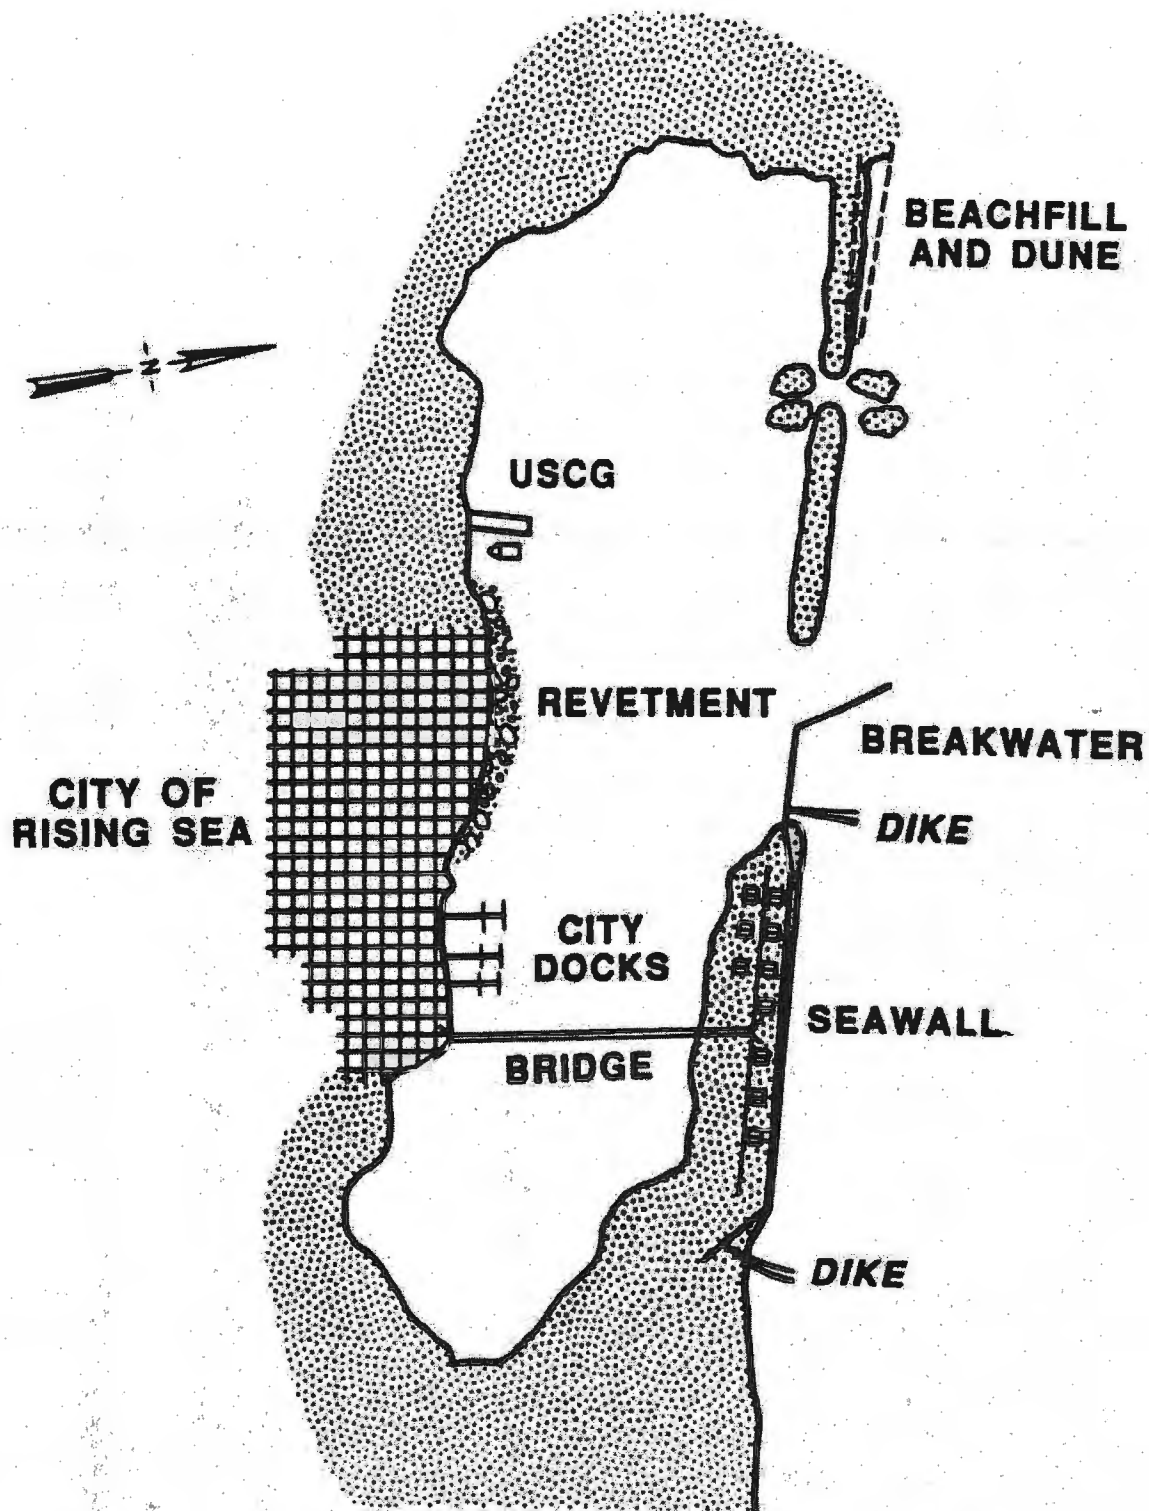 BEACHFILL
AND DUNE
N
USCG
REVETMENT
BREAKWATER
CITY OF
RISING SEA
DIKE
CITY
DOCKS
SEAWALL
BRIDGE
DIKE